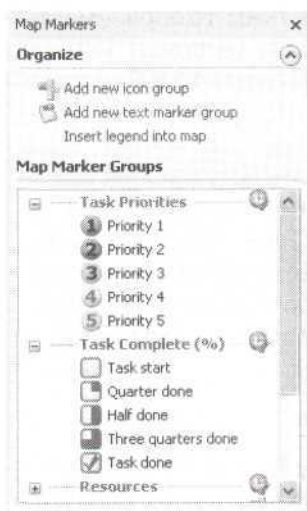 Map Markers
Organize
Add new icon group
Add new text marker group
Insert legend into map
Map Marker Groups
Task Priorities
1 Priority 1
2 Priority 2
3 Priority 3
4 Priority 4
5 Priority 5
Task Complete (%)
Task start
Quarter done
Half done
Three quarters done
Task done
Resources